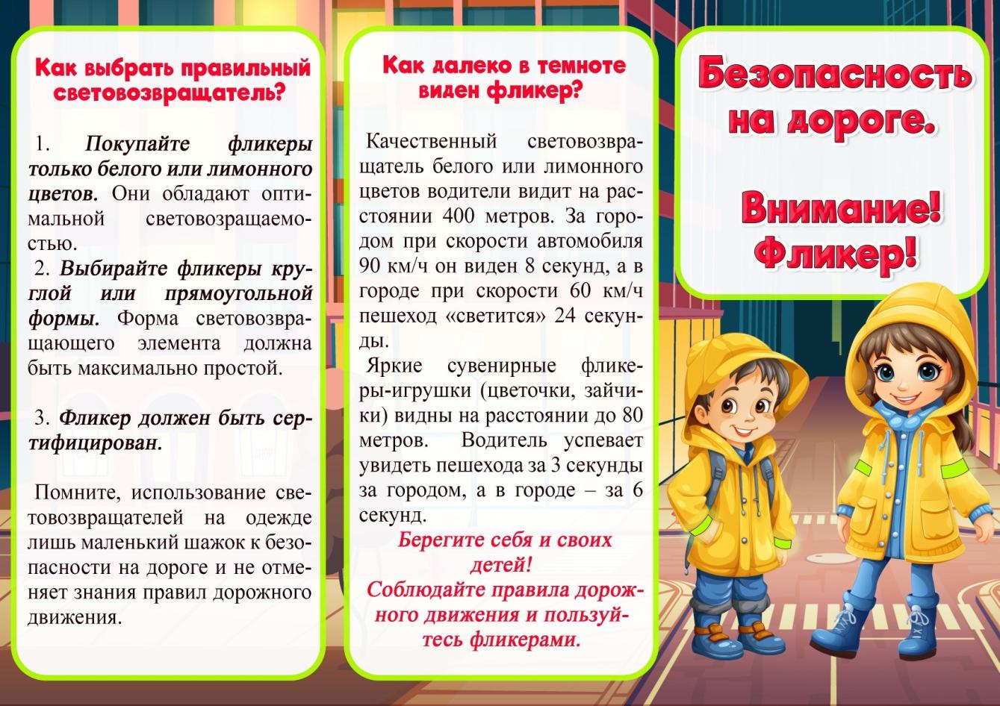 Как выбрать правильный
световозвращатель?
1. Покупайте фликеры
только белого или лимонного
цветов. Они обладают опти-
мальной световозращаемо-
стью.
2. Выбирайте фликеры кру-
глой или прямоугольной
формы. Форма световозвра-
щающего элемента должна
быть максимально простой.
3. Фликер должен быть сер-
тифицирован.
Помните, использование све-
товозвращателей на одежде
лишь маленький шажок к безо-
пасности на дороге и не отме-
няет знания правил дорожного
движения.
Как далеко в темноте
виден фликер?
Качественный световозвра-
щатель белого или лимонного
цветов водители видит на рас-
стоянии 400 метров. За горо-
дом при скорости автомобиля
90 км/ч он виден 8 секунд, а в
городе при скорости 60 км/ч
пешеход «светится» 24 секун-
ды.
Яркие сувенирные флике-
ры-игрушки (цветочки, зайчи-
ки) видны на расстоянии до 80
метров. Водитель успевает
увидеть пешехода за 3 секунды
за городом, а в городе – за 6
секунд.
Берегите себя и своих
детей!
Соблюдайте правила дорож-
ного движения и пользуй-
тесь фликерами.
Безопасность
на дороге.
Внимание!
Фликер!